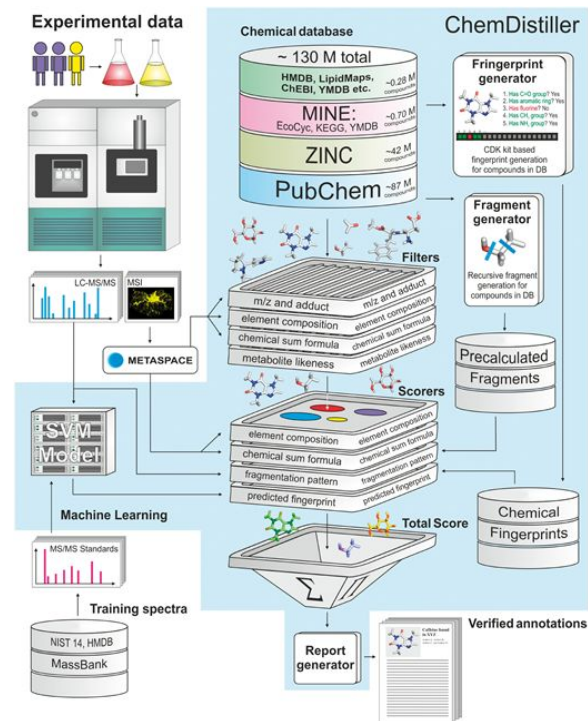 Experimental data
ChemDistiller
Chemical database
~ 130 M total
HMDB, LipidMaps,
ChEBI, YMDB etc.
~0.28 M
compounds
MINE:
EcoCyc, KEGG, YMDB
~0.70 M
compounds
ZINC
~42 M
compounds
PubChem
~87 M
compounds
Fringerprint
generator
1. Has C=O group? Yes
2. Has aromatic ring? Yes
3. Has fluorine? No
4. Has CH, group? Yes
5. Has NH, group? Yes
CDK kit based
fingerprint generation
for compounds in DB
Fragment
generator
Recursive fragment
generation for
compounds in DB
LC-MS/MS
MSI
METASPACE
Filters
m/z and adduct
m/z and adduct
element composition
element composition
chemical sum formula
chemical sum formula
metabolite likeness
metabolite likeness
Precalculated
Fragments
Scorers
element composition
element composition
chemical sum formula
chemical sum formula
fragmentation pattern
fragmentation pattern
predicted fingerprint
predicted fingerprint
SVM
Model
Machine Learning
Chemical
Fingerprints
MS/MS Standards
Total Score
Σ Π
Training spectra
NIST 14, HMDB
MassBank
Report
generator
Verified annotations
Caffeine found
in XYZ